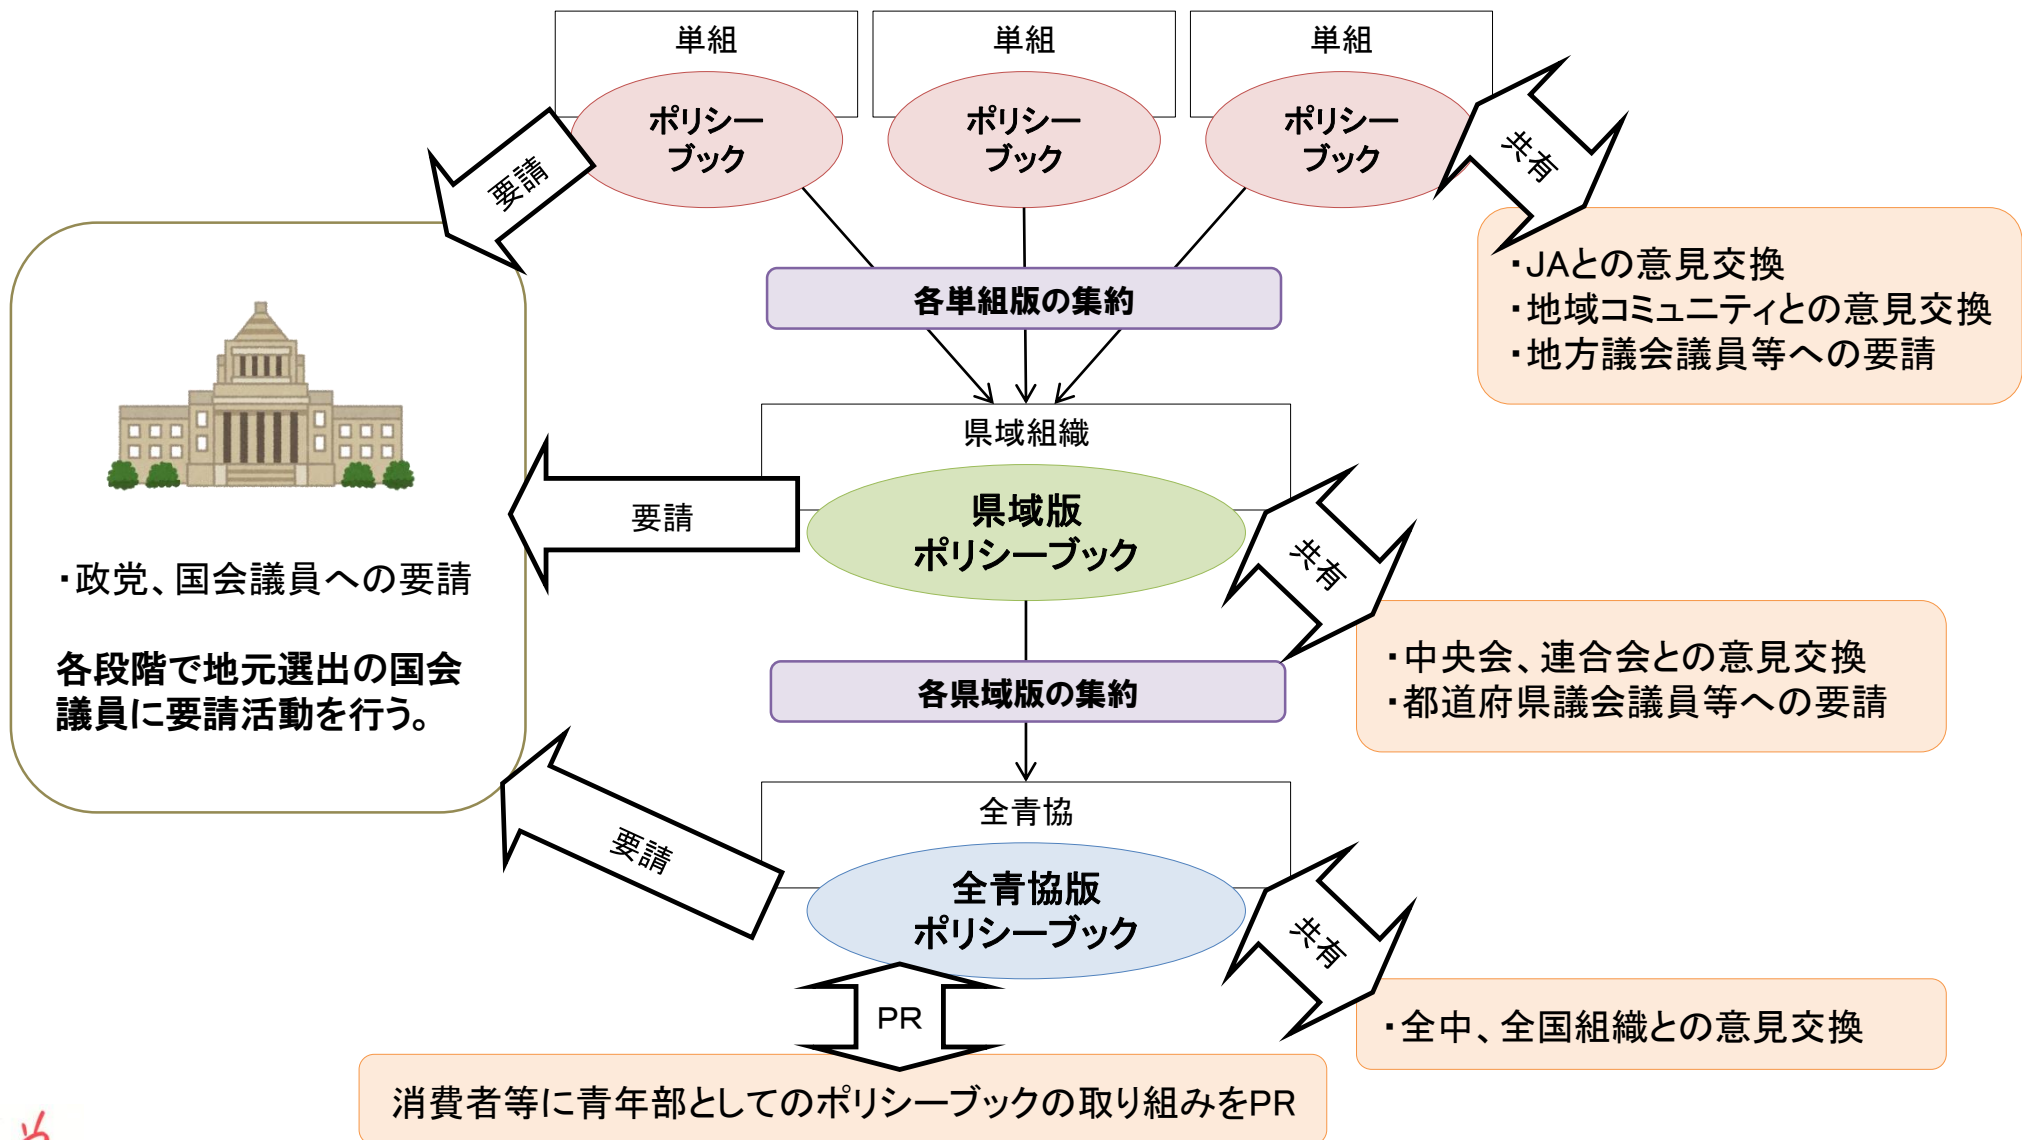 単組
単組
単組
ポリシー
ブック
ポリシー
ブック
ポリシー
ブック
要請
共有
・JAとの意見交換
・地域コミュニティとの意見交換
・地方議会議員等への要請
各単組版の集約
県域組織
県域版
ポリシーブック
要請
共有
・政党、国会議員への要請
各段階で地元選出の国会
議員に要請活動を行う。
・中央会、連合会との意見交換
・都道府県議会議員等への要請
各県域版の集約
全青協
全青協版
ポリシーブック
要請
共有
・全中、全国組織との意見交換
PR
消費者等に青年部としてのポリシーブックの取り組みをPR